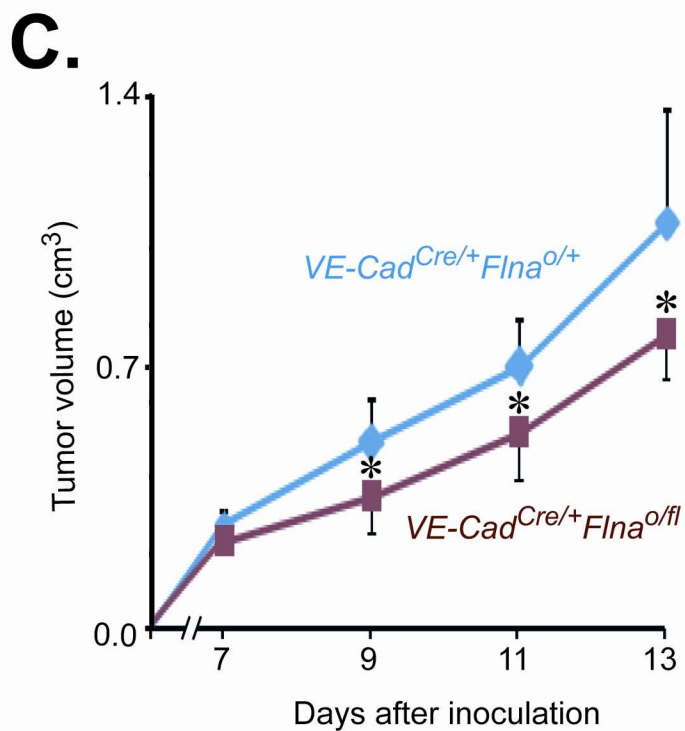 C.
1.4
0.7
0.0
Tumor volume (cm³)
VE-Cad^Cre/+Flna^o/+
*
*
*
VE-Cad^Cre/+Flna^o/fl
7 9 11 13
Days after inoculation